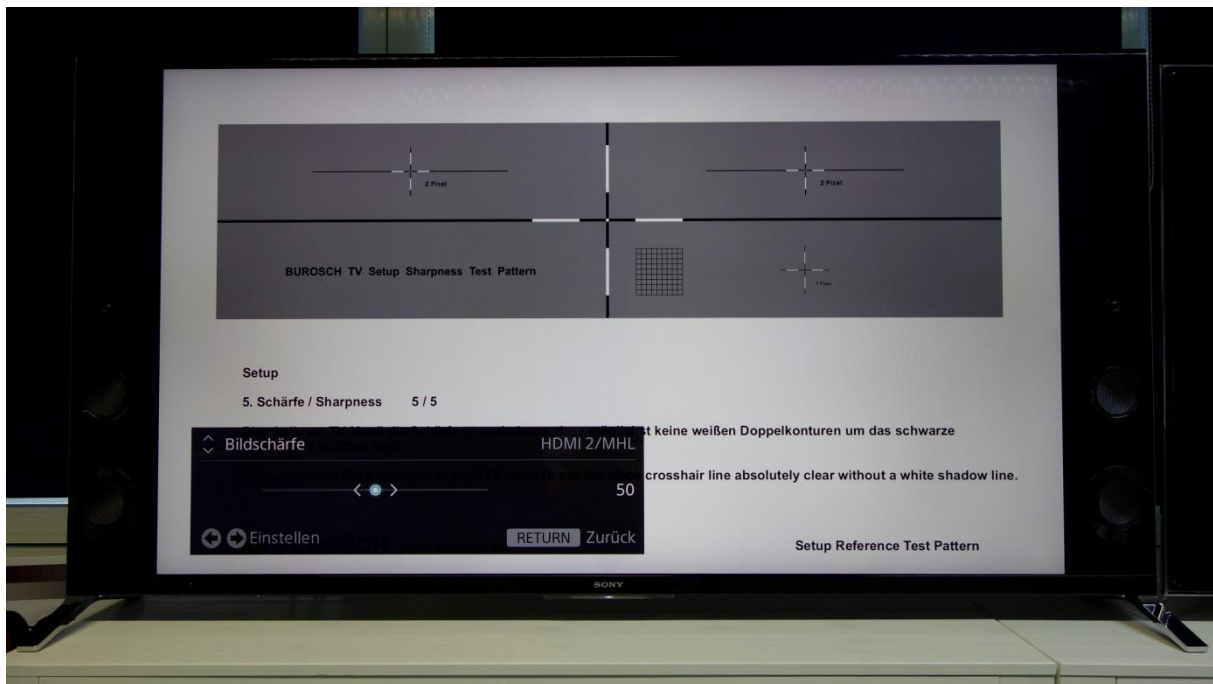 2 Pixel
2 Pixel
BUROSCH TV Setup Sharpness Test Pattern
1 Pixel
Setup
5. Schärfe / Sharpness 5 / 5
st keine weißen Doppelkonturen um das schwarze
crosshair line absolutely clear without a white shadow line.
Bildschärfe HDMI 2/MHL
50
Einstellen RETURN Zurück
Setup Reference Test Pattern
SONY